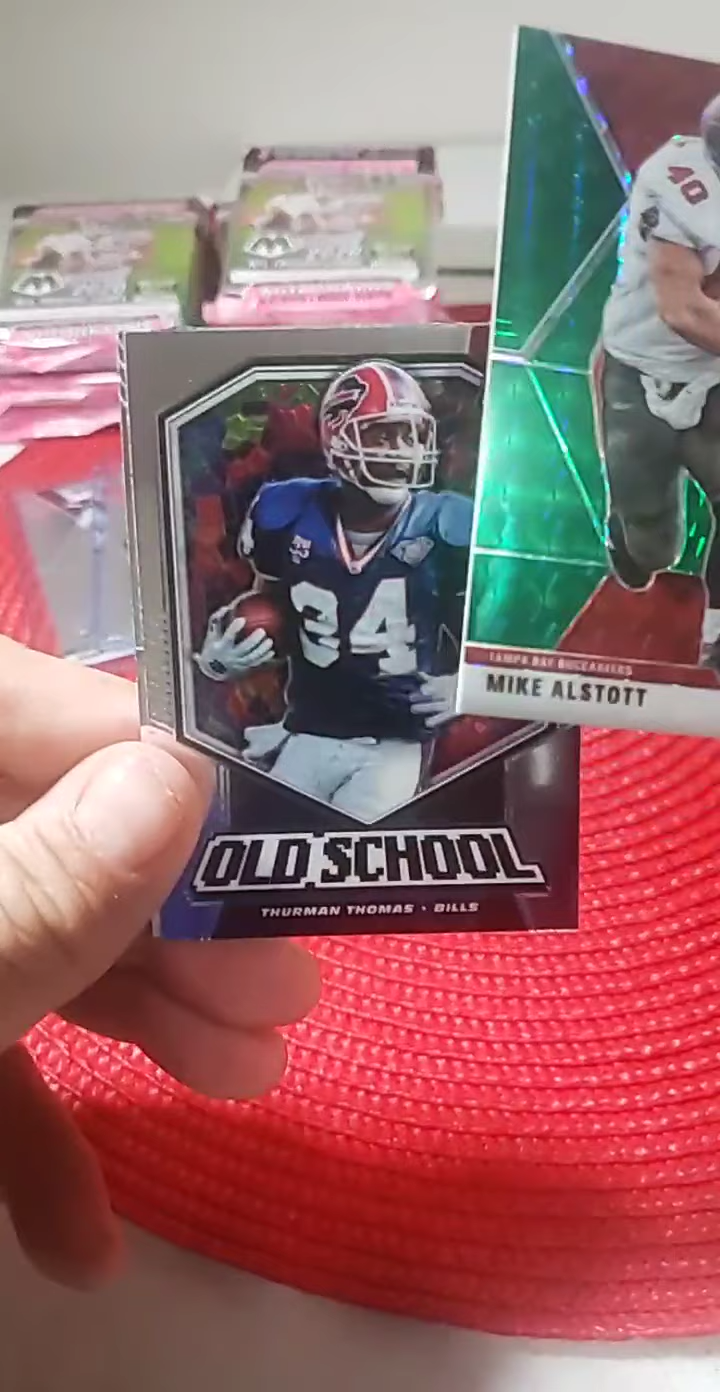 40
34
TAMPA BAY BUCCANEERS
MIKE ALSTOTT
OLD SCHOOL
THURMAN THOMAS • BILLS